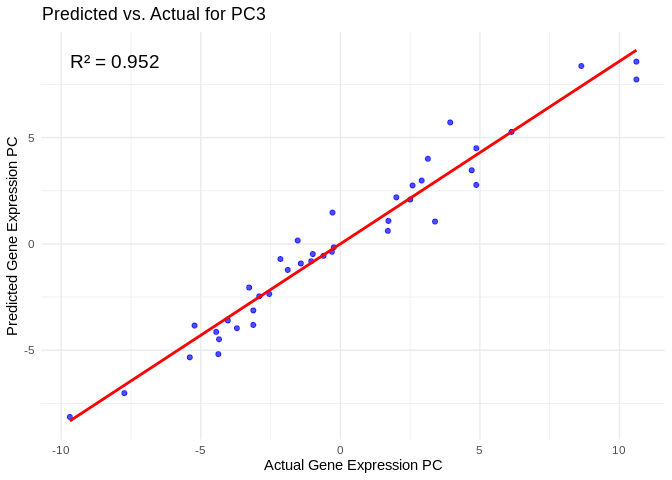 Predicted vs. Actual for PC3
R² = 0.952
Predicted Gene Expression PC
5
0
-5
-10
-5
0
5
10
Actual Gene Expression PC